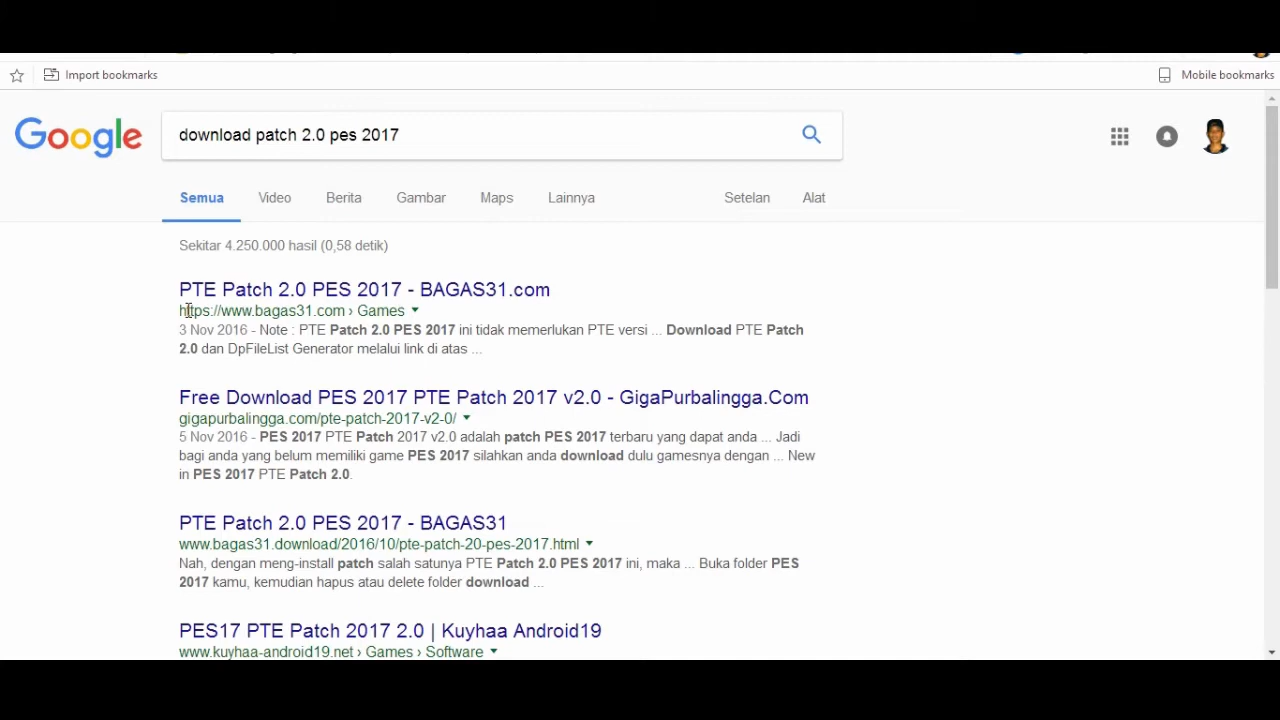 Import bookmarks
Mobile bookmarks
Google
download patch 2.0 pes 2017
Semua Video Berita Gambar Maps Lainnya Setelan Alat
Sekitar 4.250.000 hasil (0,58 detik)
PTE Patch 2.0 PES 2017 - BAGAS31.com
https://www.bagas31.com › Games
3 Nov 2016 - Note : PTE Patch 2.0 PES 2017 ini tidak memerlukan PTE versi ... Download PTE Patch
2.0 dan DpFileList Generator melalui link di atas ...
Free Download PES 2017 PTE Patch 2017 v2.0 - GigaPurbalingga.Com
gigapurbalingga.com/pte-patch-2017-v2-0/
5 Nov 2016 - PES 2017 PTE Patch 2017 v2.0 adalah patch PES 2017 terbaru yang dapat anda ... Jadi
bagi anda yang belum memiliki game PES 2017 silahkan anda download dulu gamesnya dengan ... New
in PES 2017 PTE Patch 2.0.
PTE Patch 2.0 PES 2017 - BAGAS31
www.bagas31.download/2016/10/pte-patch-20-pes-2017.html
Nah, dengan meng-install patch salah satunya PTE Patch 2.0 PES 2017 ini, maka ... Buka folder PES
2017 kamu, kemudian hapus atau delete folder download ...
PES17 PTE Patch 2017 2.0 | Kuyhaa Android19
www.kuyhaa-android19.net › Games › Software